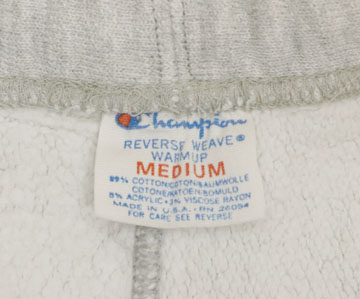 Champion
REVERSE WEAVE®
WARMUP
MEDIUM
89% COTTON/COTON/BAUMWOLLE
COTONE/KATOEN/BOMULD
8% ACRYLIC • 3% VISCOSE RAYON
MADE IN U.S.A. • RN 26094
FOR CARE SEE REVERSE